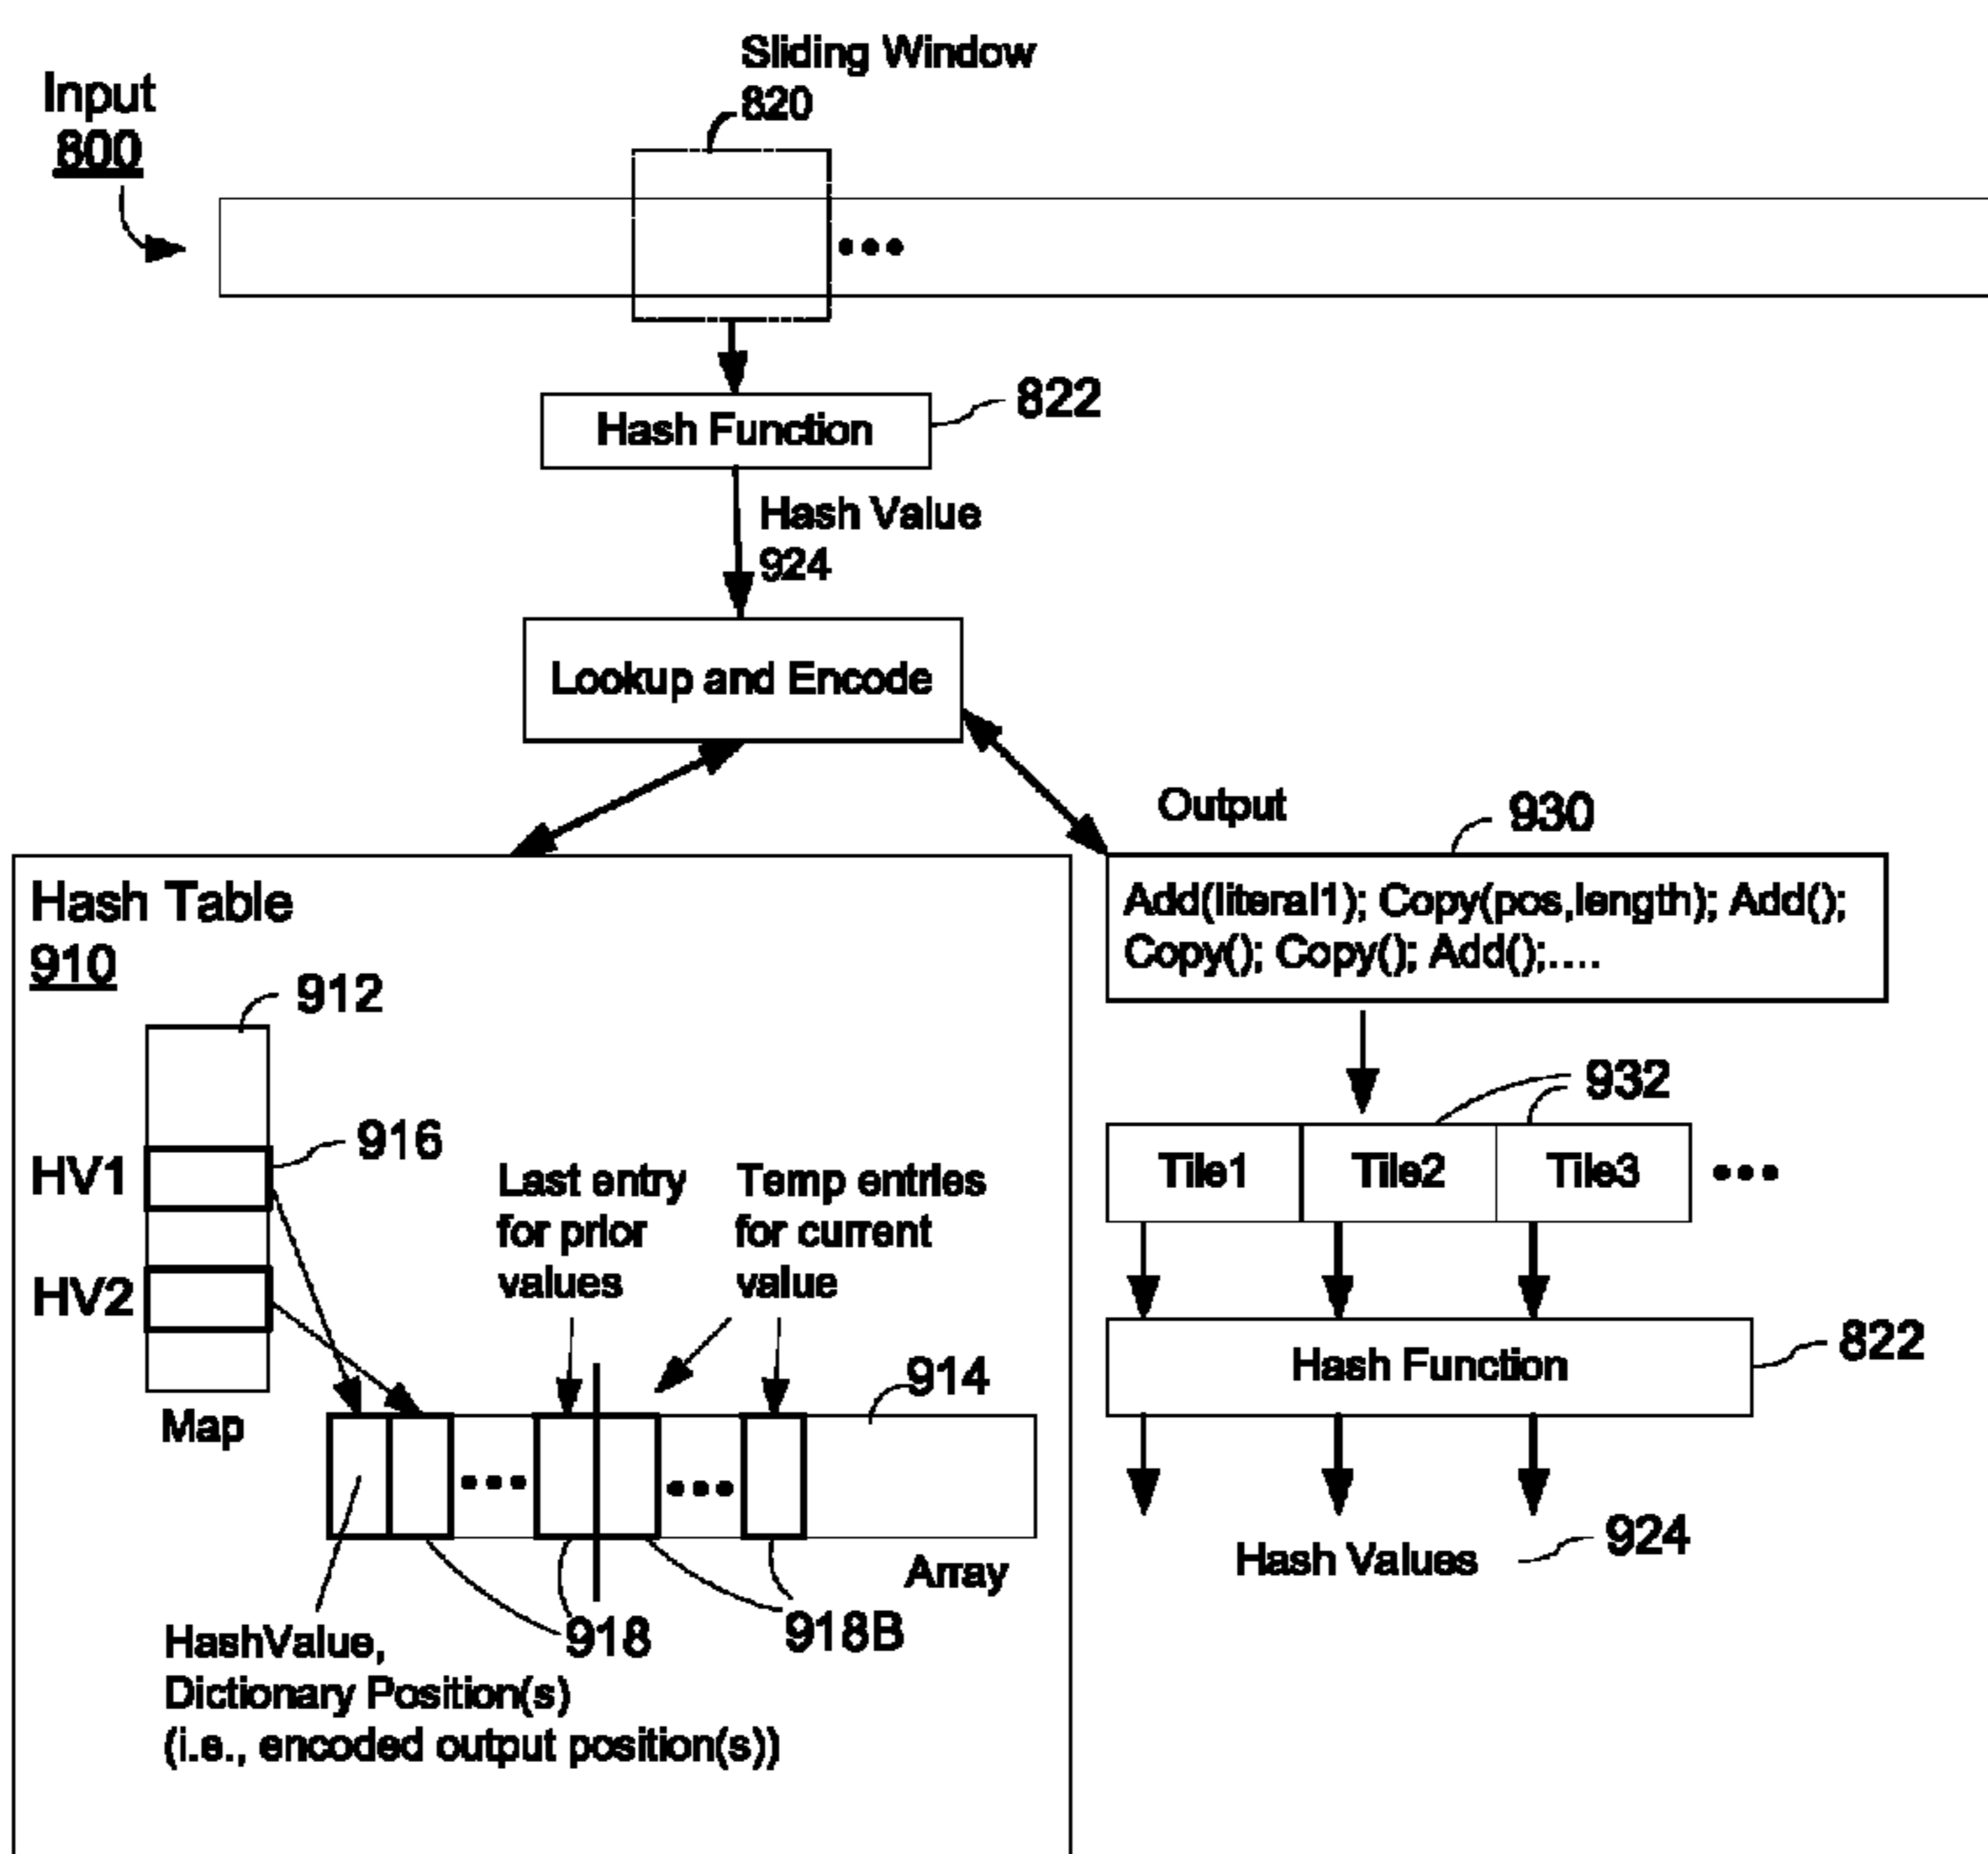 Sliding Window
820
Input
800
Hash Function
822
Hash Value
924
Lookup and Encode
Output
930
Add(literal1); Copy(pos,length); Add();
Copy(); Copy(); Add();....
Hash Table
910
912
916
HV1
HV2
Map
Last entry
for prior
values
Temp entries
for current
value
914
Array
918
918B
HashValue,
Dictionary Position(s)
(i.e., encoded output position(s))
932
Tile1
Tile2
Tile3
Hash Function
822
Hash Values
924